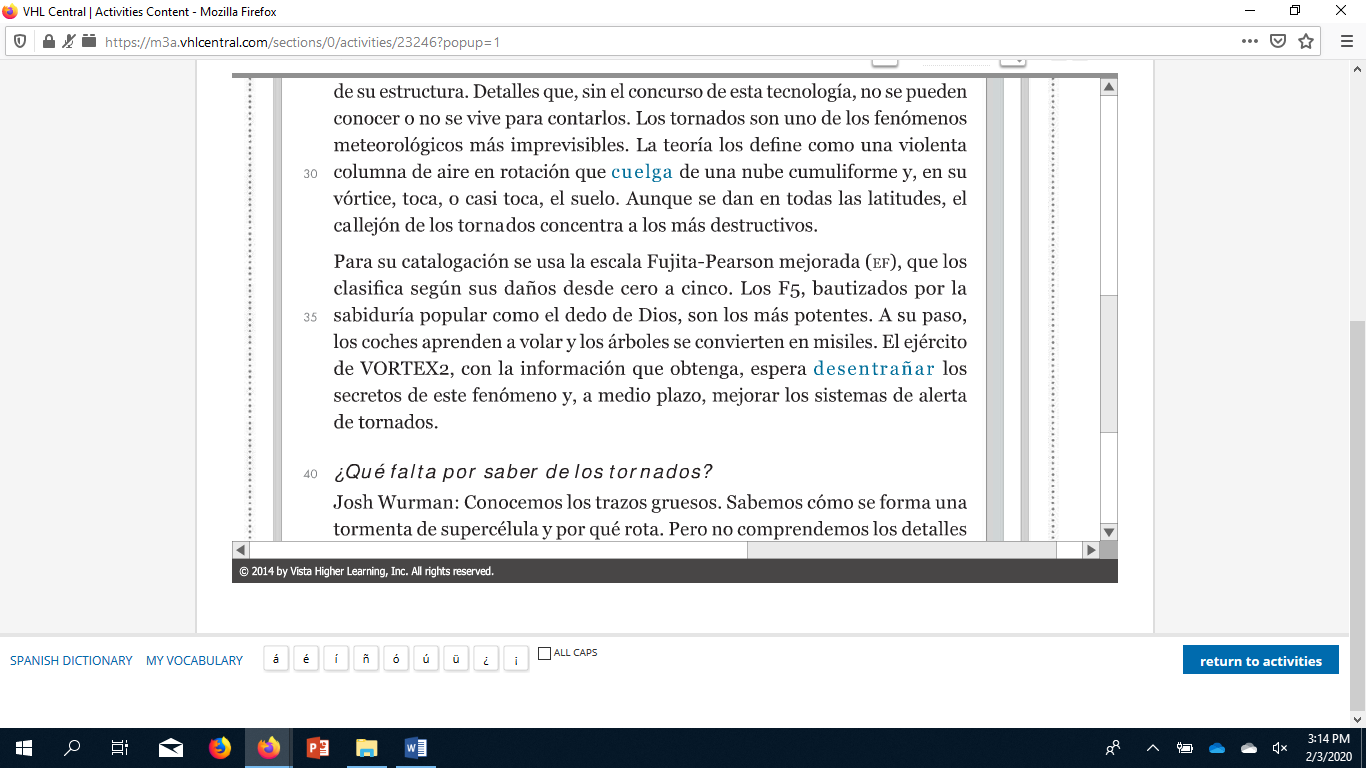 VHL Central | Activities Content - Mozilla Firefox
https://m3a.vhlcentral.com/sections/0/activities/23246?popup=1
de su estructura. Detalles que, sin el concurso de esta tecnología, no se pueden
conocer o no se vive para contarlos. Los tornados son uno de los fenómenos
meteorológicos más imprevisibles. La teoría los define como una violenta
30 columna de aire en rotación que cuelga de una nube cumuliforme y, en su
vórtice, toca, o casi toca, el suelo. Aunque se dan en todas las latitudes, el
callejón de los tornados concentra a los más destructivos.
Para su catalogación se usa la escala Fujita-Pearson mejorada (EF), que los
clasifica según sus daños desde cero a cinco. Los F5, bautizados por la
35 sabiduría popular como el dedo de Dios, son los más potentes. A su paso,
los coches aprenden a volar y los árboles se convierten en misiles. El ejército
de VORTEX2, con la información que obtenga, espera desentrañar los
secretos de este fenómeno y, a medio plazo, mejorar los sistemas de alerta
de tornados.
40 ¿Qué falta por saber de los tornados?
Josh Wurman: Conocemos los trazos gruesos. Sabemos cómo se forma una
tormenta de supercélula y por qué rota. Pero no comprendemos los detalles
© 2014 by Vista Higher Learning, Inc. All rights reserved.
SPANISH DICTIONARY MY VOCABULARY á é í ñ ó ú ü ¿ ¡ ALL CAPS
return to activities
3:14 PM
2/3/2020